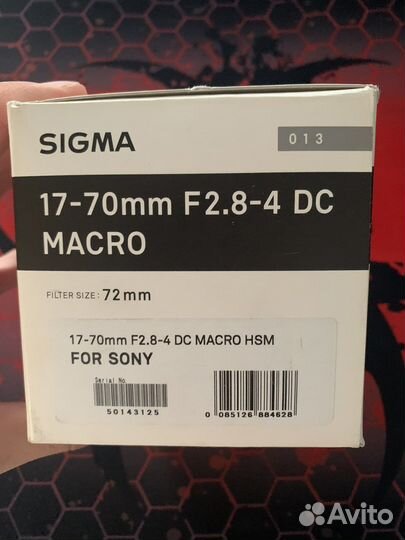 SIGMA
013
17-70mm F2.8-4 DC
MACRO
FILTER SIZE: 72mm
17-70mm F2.8-4 DC MACRO HSM
FOR SONY
Serial No.
50143125
0 085126 884628
Avito